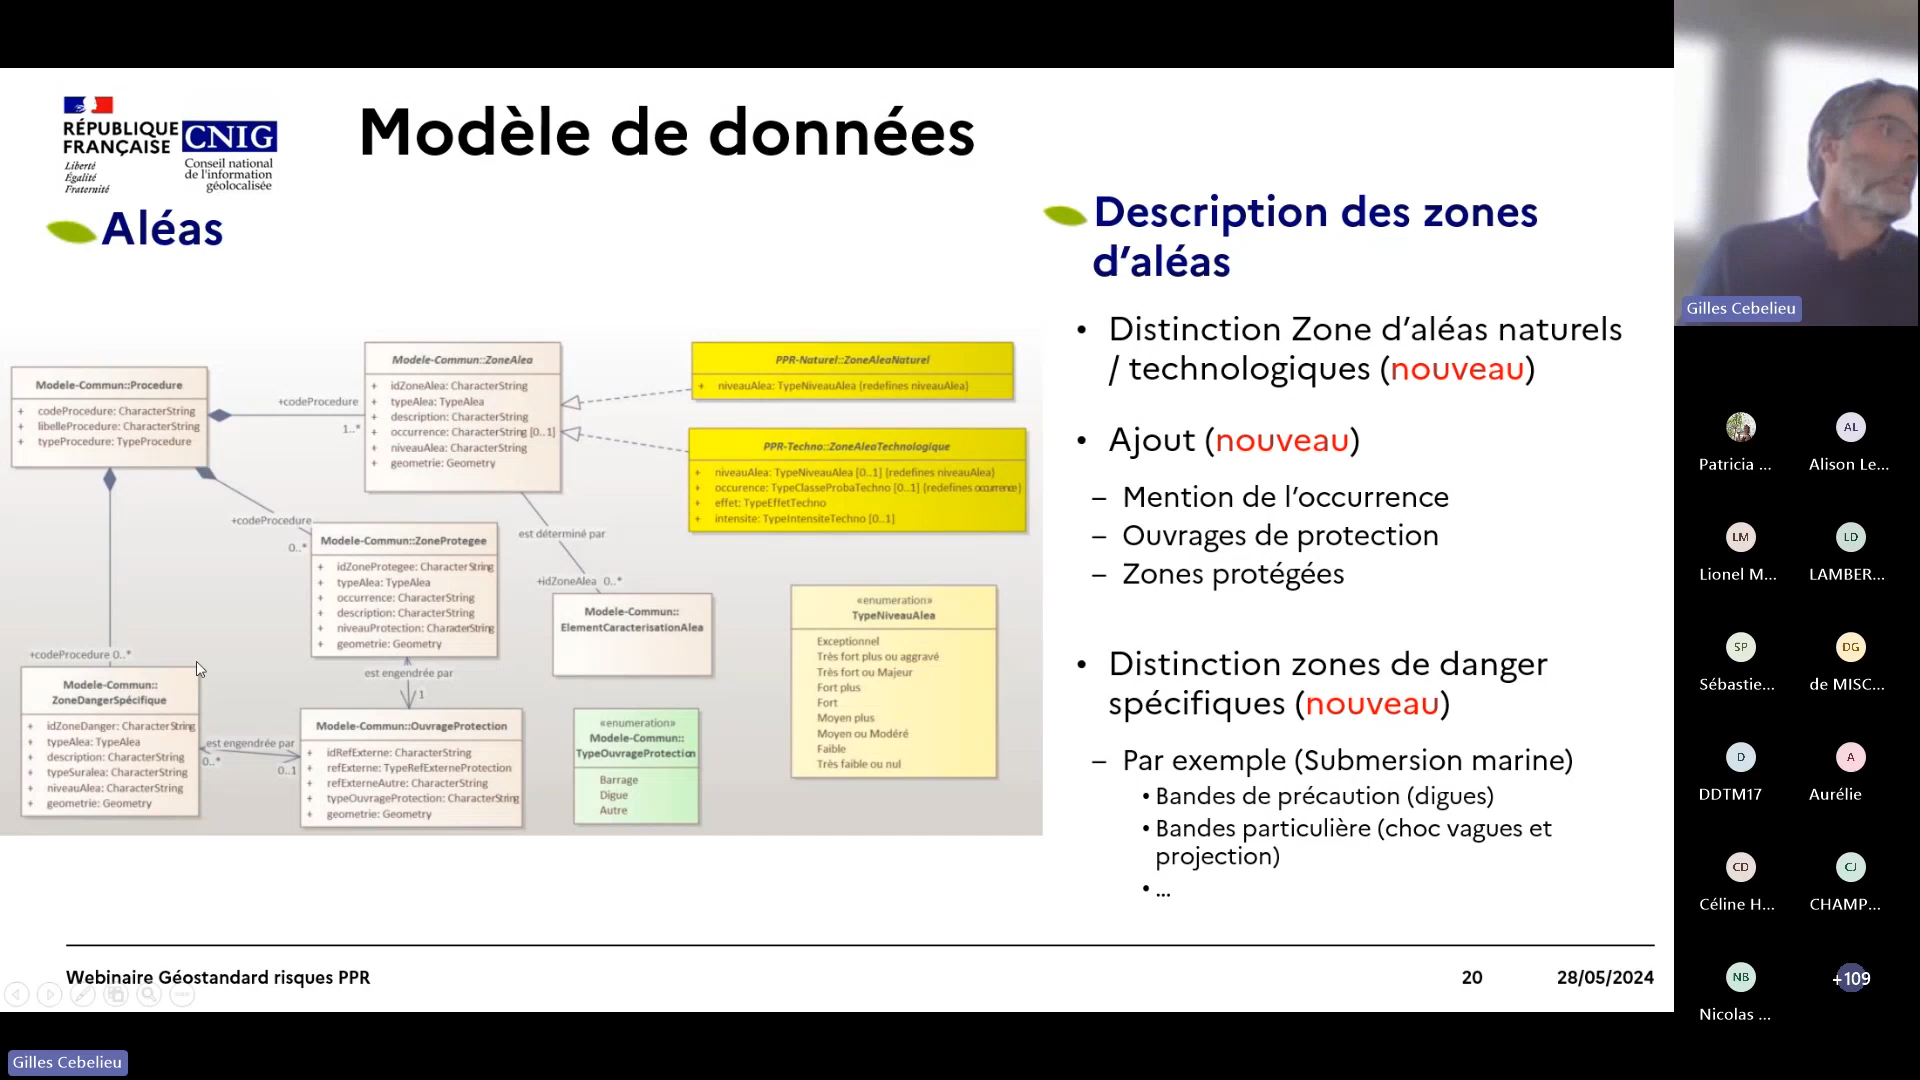 RÉPUBLIQUE
FRANÇAISE
Liberté
Égalité
Fraternité
CNIG
Conseil national
de l'information
géolocalisée
Modèle de données
Aléas
Modele-Commun::Procedure
+ codeProcedure: CharacterString
+ libelleProcedure: CharacterString
+ typeProcedure: TypeProcedure
+codeProcedure
1..*
Modele-Commun::ZoneAlea
+ idZoneAlea: CharacterString
+ typeAlea: TypeAlea
+ description: CharacterString
+ occurrence: CharacterString [0..1]
+ niveauAlea: CharacterString
+ geometrie: Geometry
PPR-Naturel::ZoneAleaNaturel
+ niveauAlea: TypeNiveauAlea {redefines niveauAlea}
PPR-Techno::ZoneAleaTechnologique
+ niveauAlea: TypeNiveauAlea [0..1] {redefines niveauAlea}
+ occurence: TypeClasseProbaTechno [0..1] {redefines occurrence}
+ effet: TypeEffetTechno
+ intensite: TypeIntensiteTechno [0..1]
+codeProcedure
0..*
Modele-Commun::ZoneProtegee
+ idZoneProtegee: CharacterString
+ typeAlea: TypeAlea
+ occurrence: CharacterString
+ description: CharacterString
+ niveauProtection: CharacterString
+ geometrie: Geometry
est déterminé par
+idZoneAlea 0..*
Modele-Commun::
ElementCaracterisationAlea
«enumeration»
TypeNiveauAlea
Exceptionnel
Très fort plus ou aggravé
Très fort ou Majeur
Fort plus
Fort
Moyen plus
Moyen ou Modéré
Faible
Très faible ou nul
+codeProcedure 0..*
Modele-Commun::
ZoneDangerSpécifique
+ idZoneDanger: CharacterString
+ typeAlea: TypeAlea
+ description: CharacterString
+ typeSuralea: CharacterString
+ niveauAlea: CharacterString
+ geometrie: Geometry
est engendrée par
0..*
0..1
est engendrée par
1
Modele-Commun::OuvrageProtection
+ idRefExterne: CharacterString
+ refExterne: TypeRefExterneProtection
+ refExterneAutre: CharacterString
+ typeOuvrageProtection: CharacterString
+ geometrie: Geometry
«enumeration»
Modele-Commun::
TypeOuvrageProtection
Barrage
Digue
Autre
Description des zones
d'aléas
• Distinction Zone d'aléas naturels
/ technologiques (nouveau)
• Ajout (nouveau)
– Mention de l'occurrence
– Ouvrages de protection
– Zones protégées
• Distinction zones de danger
spécifiques (nouveau)
– Par exemple (Submersion marine)
• Bandes de précaution (digues)
• Bandes particulière (choc vagues et
projection)
• ...
Webinaire Géostandard risques PPR
20
28/05/2024
Gilles Cebelieu
Gilles Cebelieu
Patricia ...
AL
Alison Le...
LM
Lionel M...
LD
LAMBER...
SP
Sébastie...
DG
de MISC...
D
DDTM17
A
Aurélie
CD
Céline H...
CJ
CHAMP...
NB
Nicolas ...
+109